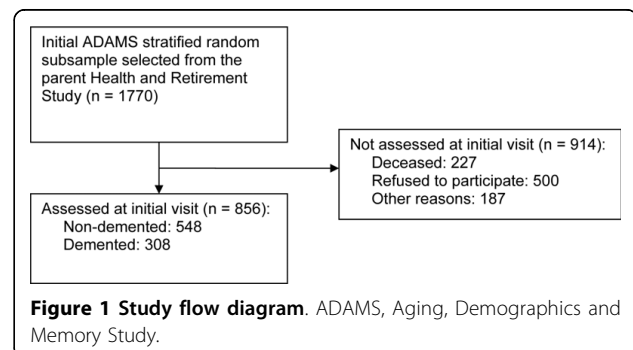 Initial ADAMS stratified random
subsample selected from the
parent Health and Retirement
Study (n = 1770)
Not assessed at initial visit (n = 914):
Deceased: 227
Refused to participate: 500
Other reasons: 187
Assessed at initial visit (n = 856):
Non-demented: 548
Demented: 308
Figure 1 Study flow diagram. ADAMS, Aging, Demographics and
Memory Study.